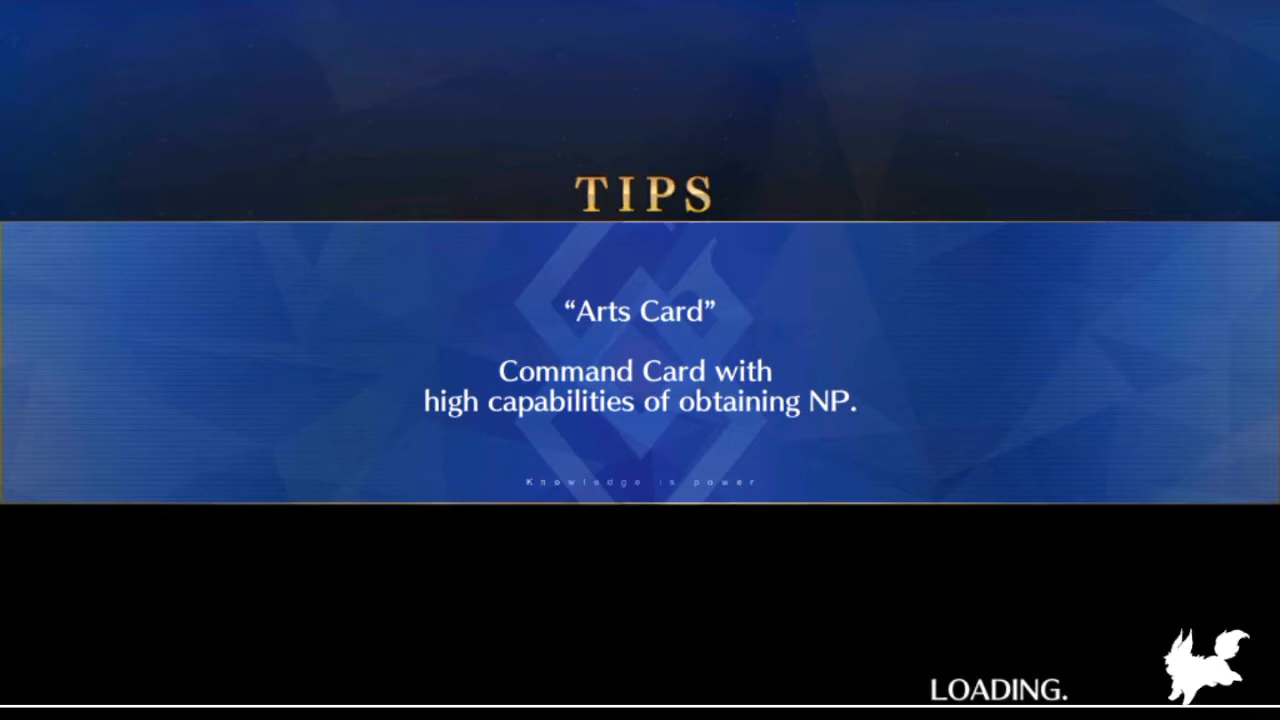 TIPS
“Arts Card”
Command Card with
high capabilities of obtaining NP.
Knowledge is power.
LOADING.